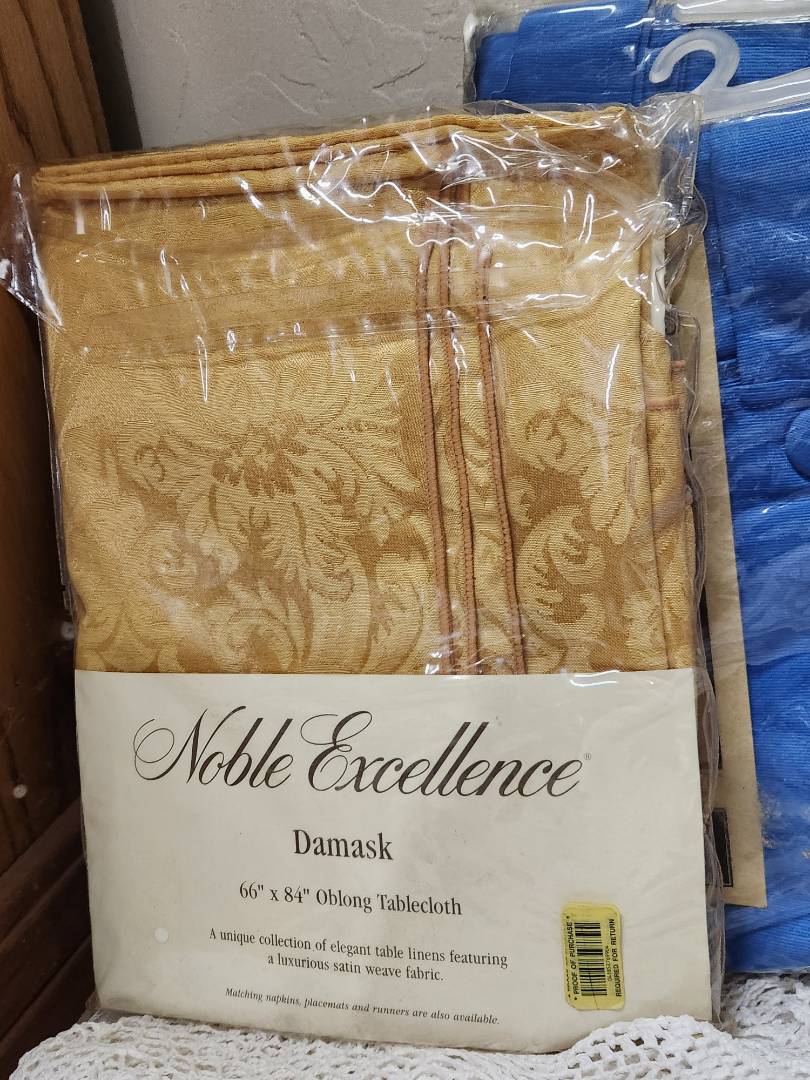 Noble Excellence®
Damask
66" x 84" Oblong Tablecloth
A unique collection of elegant table linens featuring
a luxurious satin weave fabric.
Matching napkins, placemats and runners are also available.
* PROOF OF PURCHASE *
REQUIRED FOR RETURN